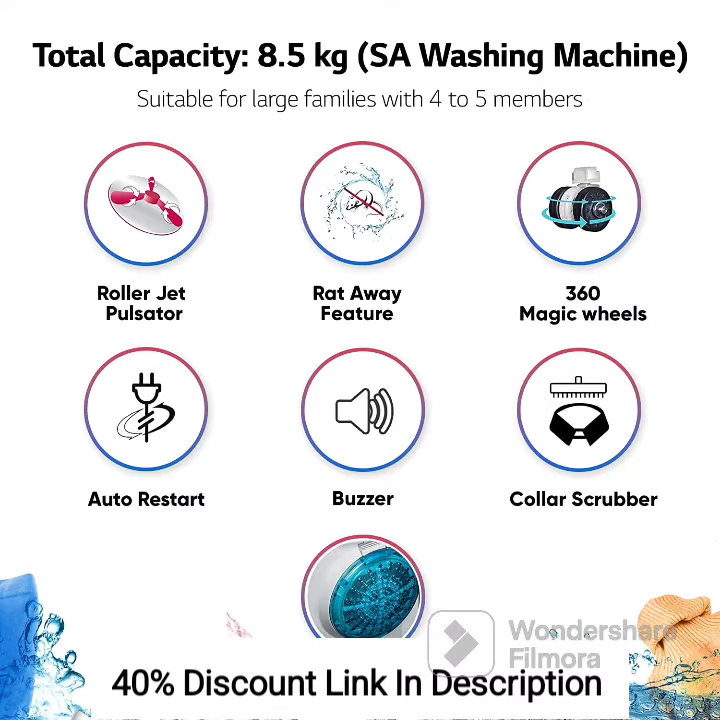 Total Capacity: 8.5 kg (SA Washing Machine)
Suitable for large families with 4 to 5 members
Roller Jet
Pulsator
Rat Away
Feature
360
Magic wheels
Auto Restart
Buzzer
Collar Scrubber
Wondershare
Filmora
40% Discount Link In Description